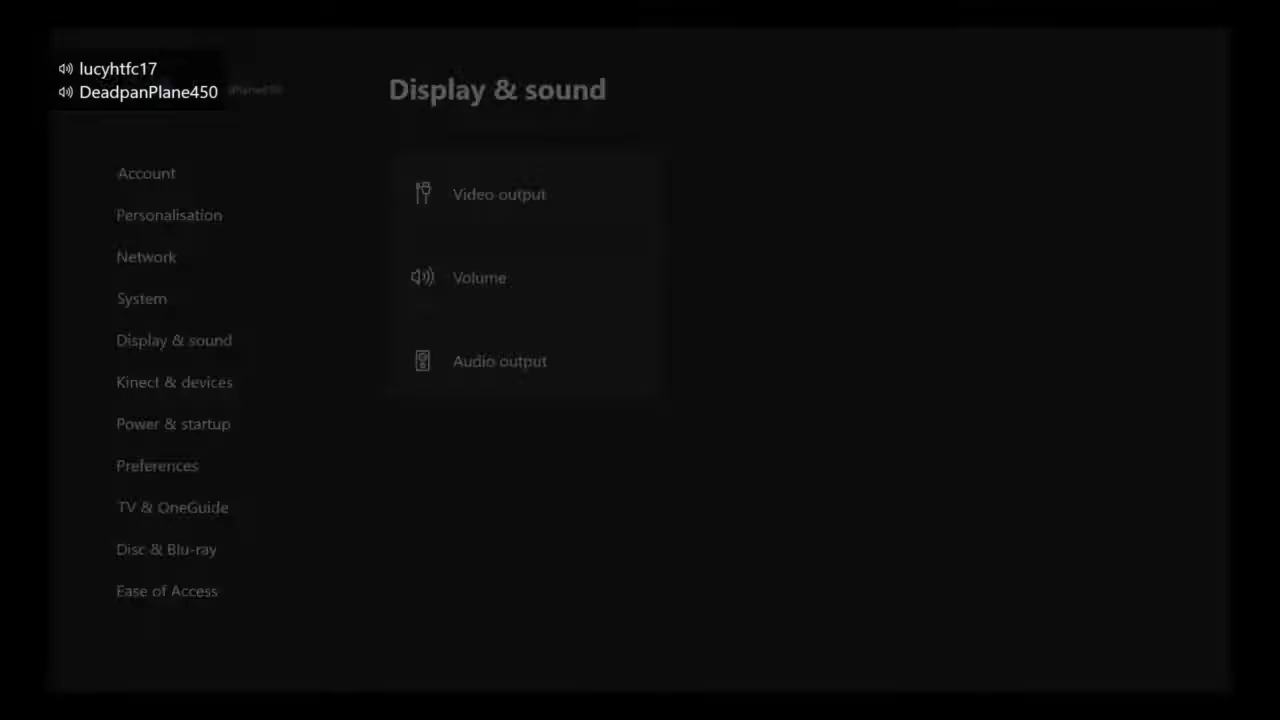 lucyhtfc17
DeadpanPlane450
Display & sound
Account
Personalisation
Network
System
Display & sound
Kinect & devices
Power & startup
Preferences
TV & OneGuide
Disc & Blu-ray
Ease of Access
Video output
Volume
Audio output